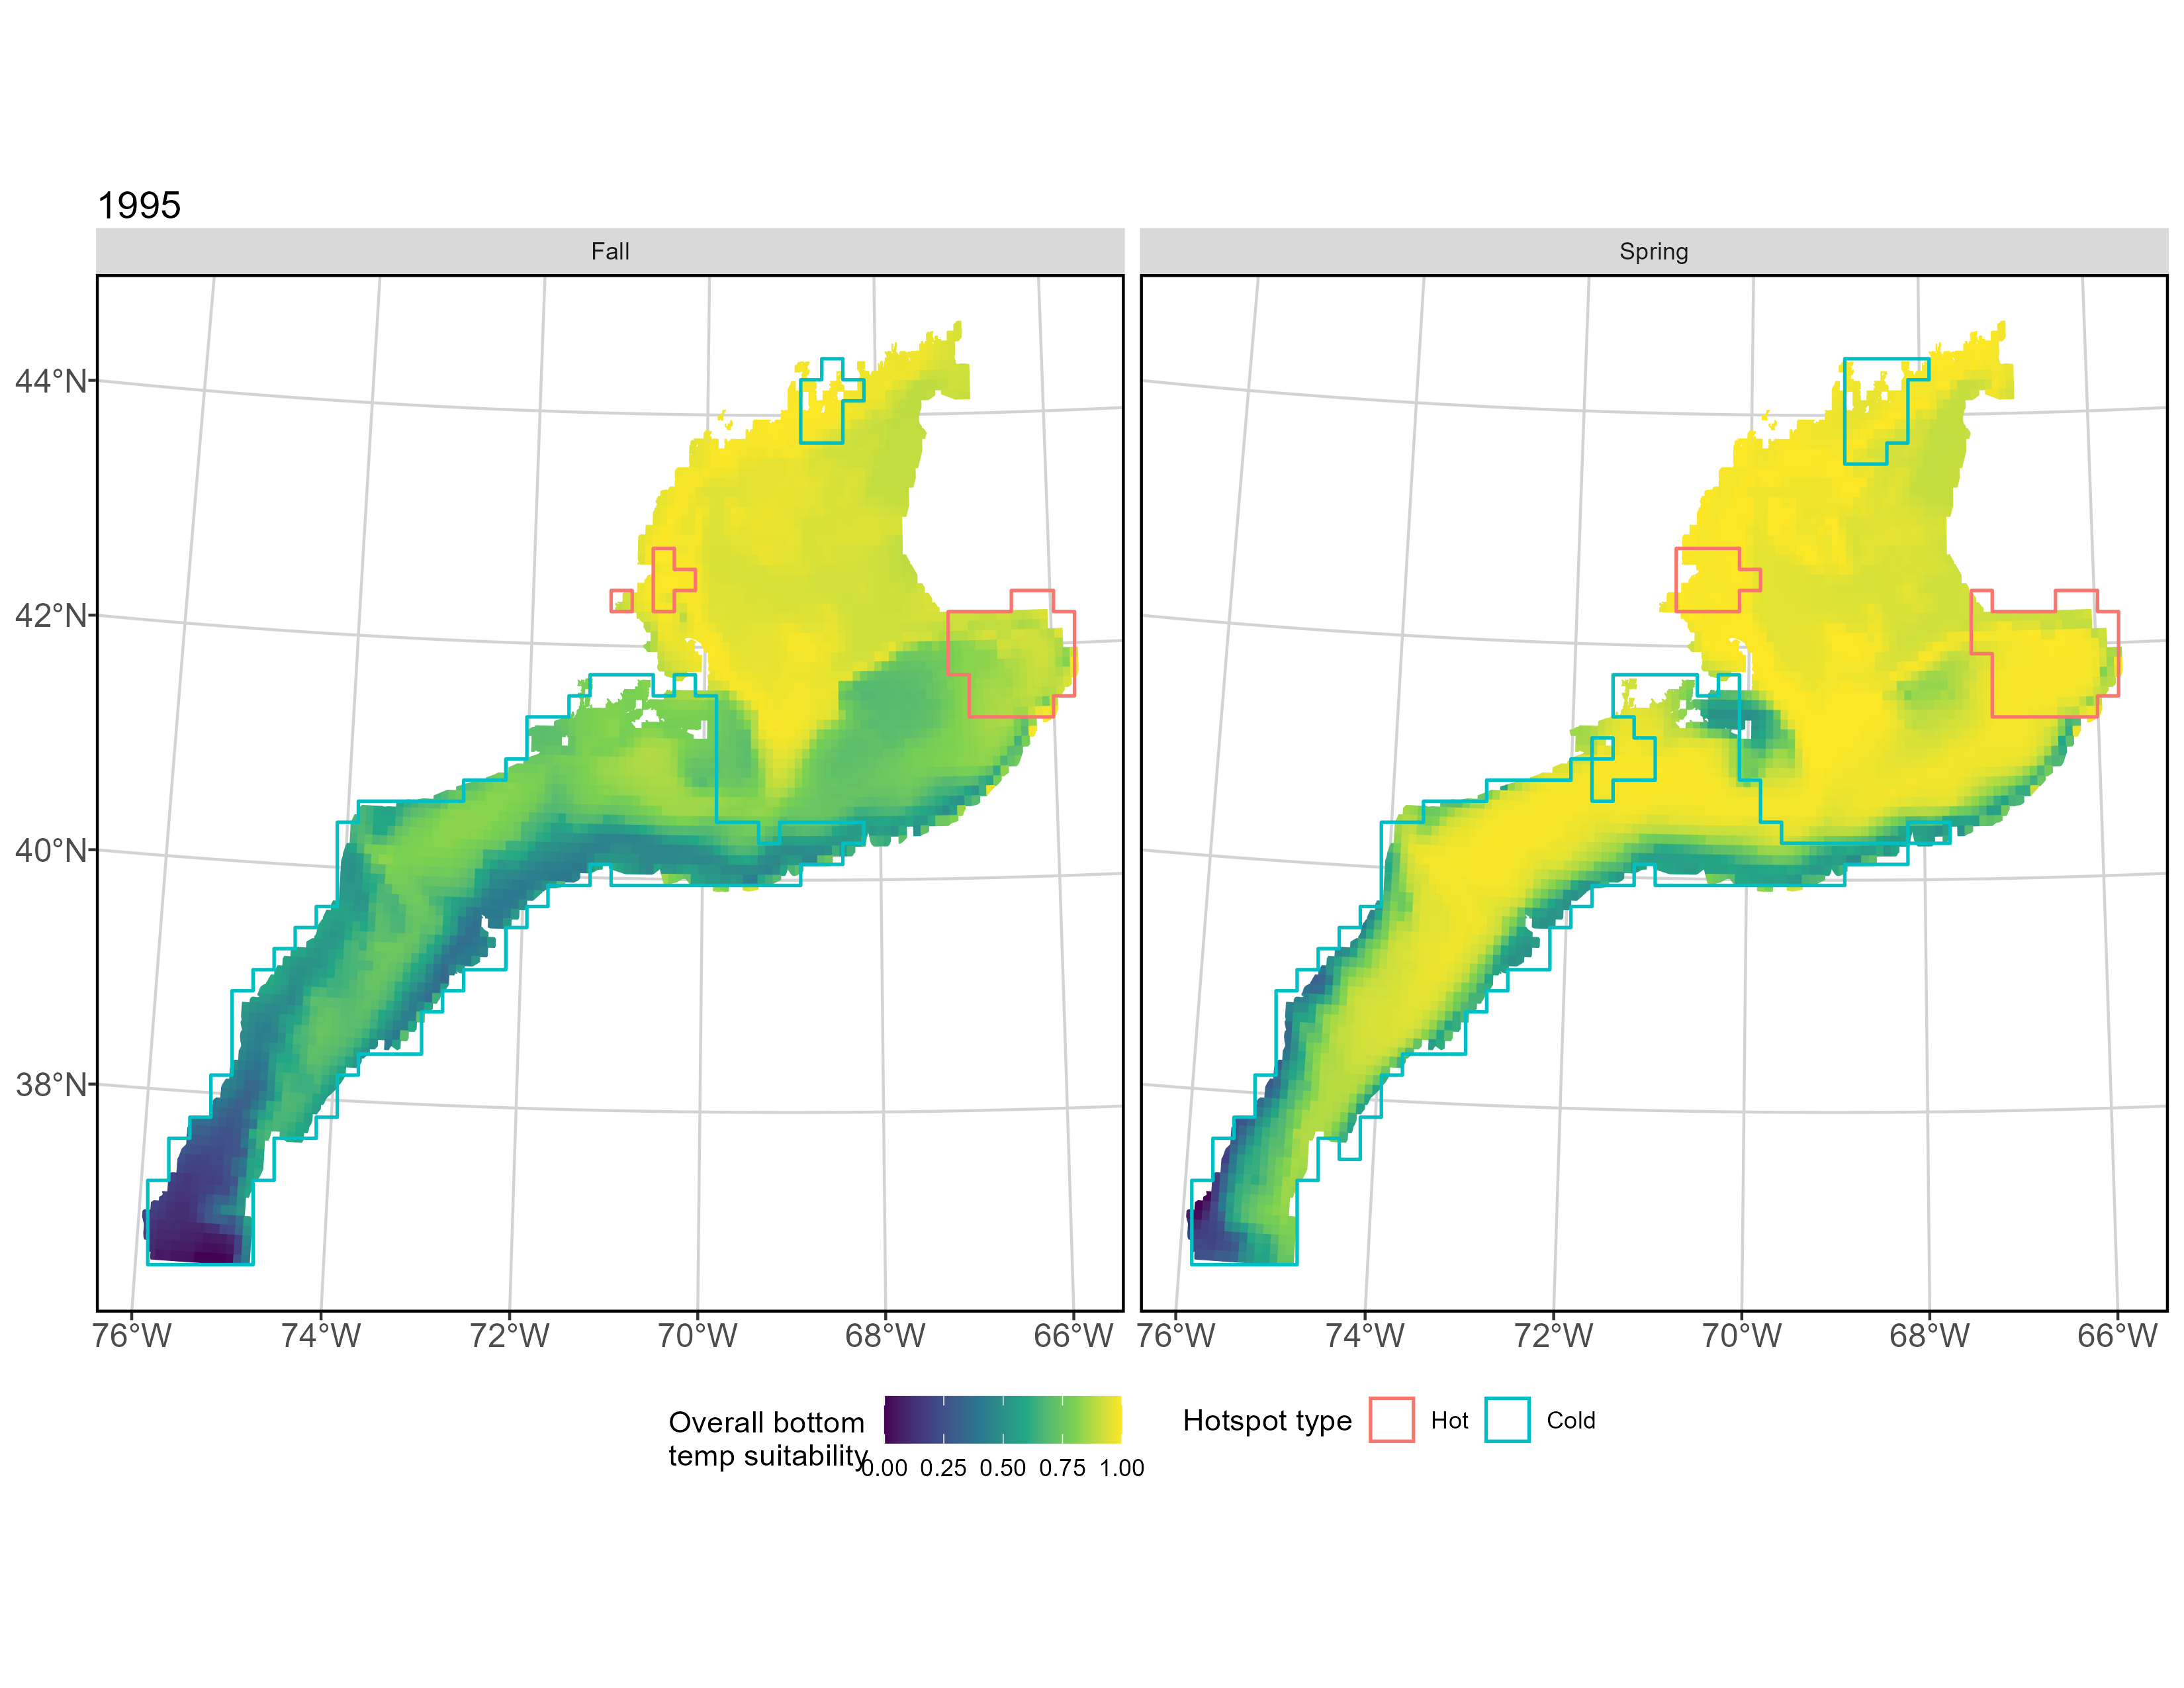 1995
Fall
Spring
44°N
42°N
40°N
38°N
76°W 74°W 72°W 70°W 68°W 66°W
76°W 74°W 72°W 70°W 68°W 66°W
Overall bottom
temp suitability
0.00 0.25 0.50 0.75 1.00
Hotspot type
Hot
Cold